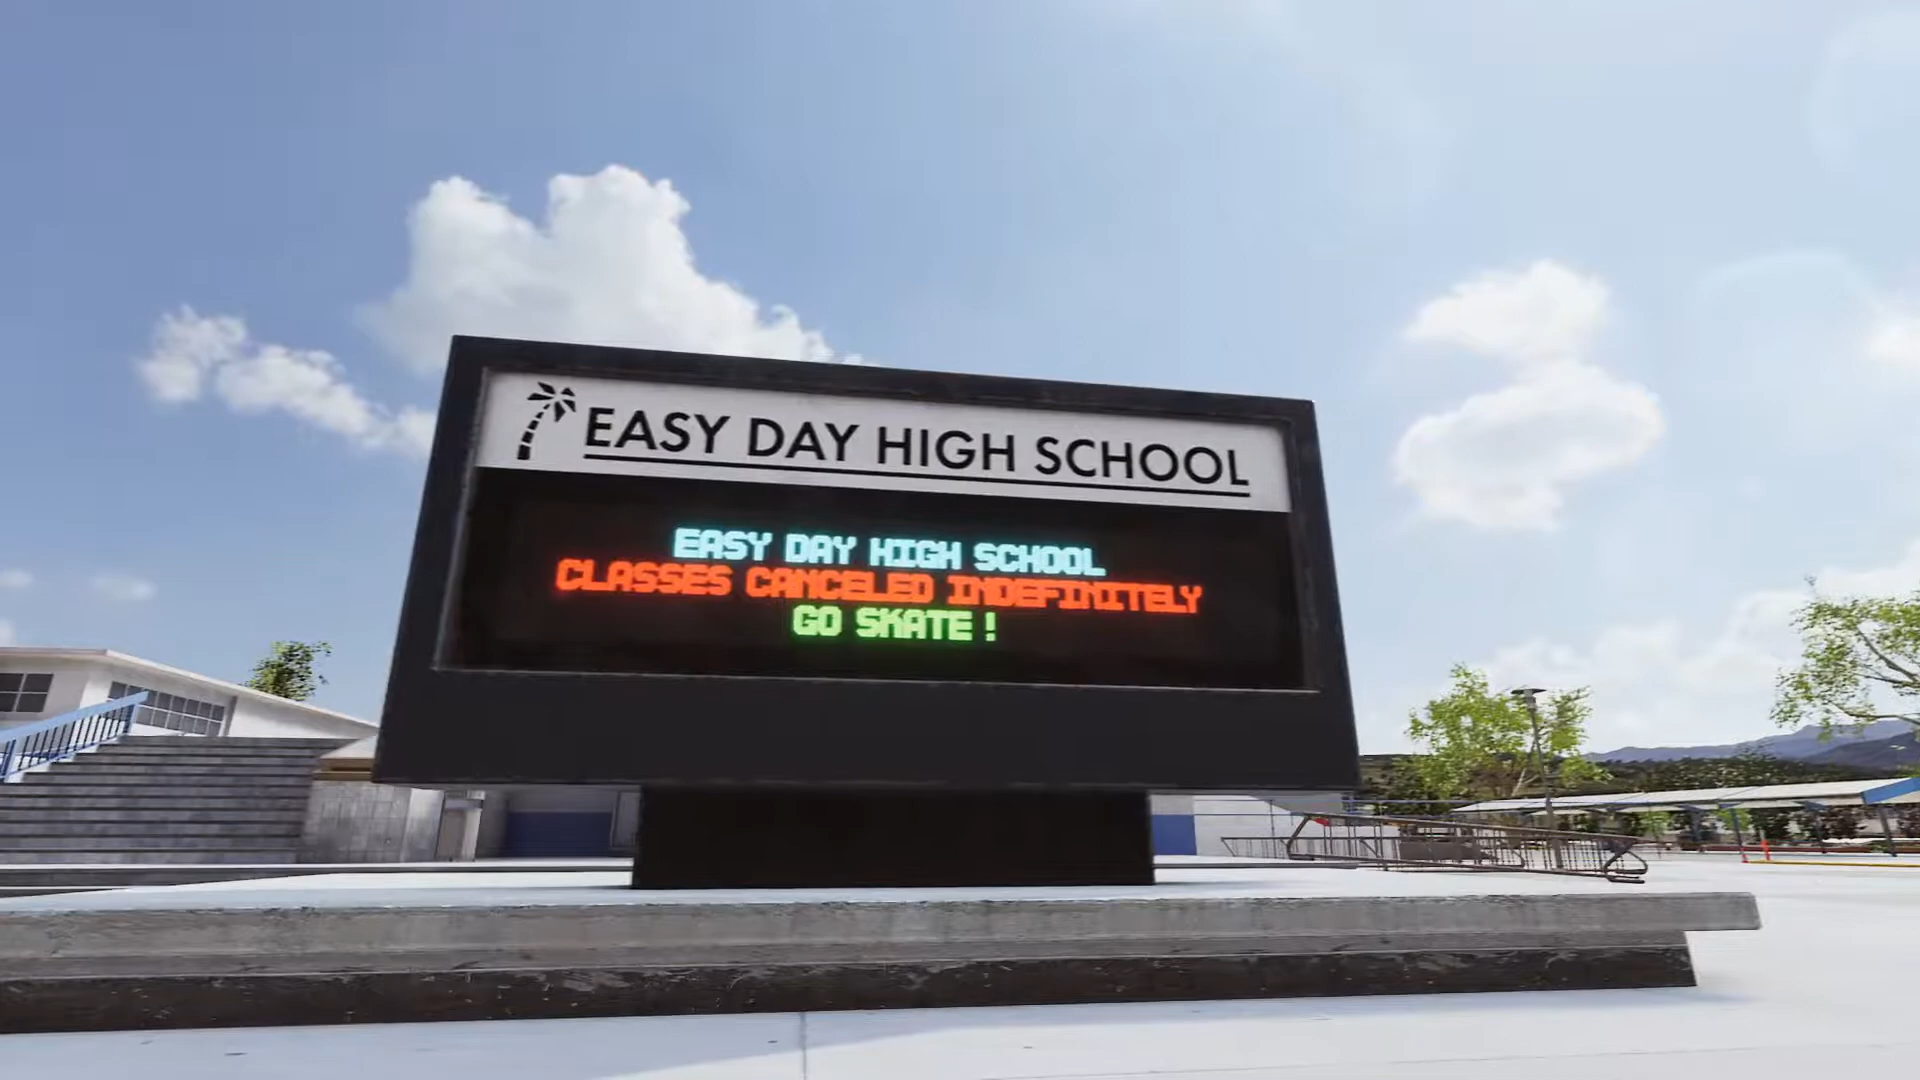 EASY DAY HIGH SCHOOL
EASY DAY HIGH SCHOOL
CLASSES CANCELED INDEFINITELY
GO SKATE !